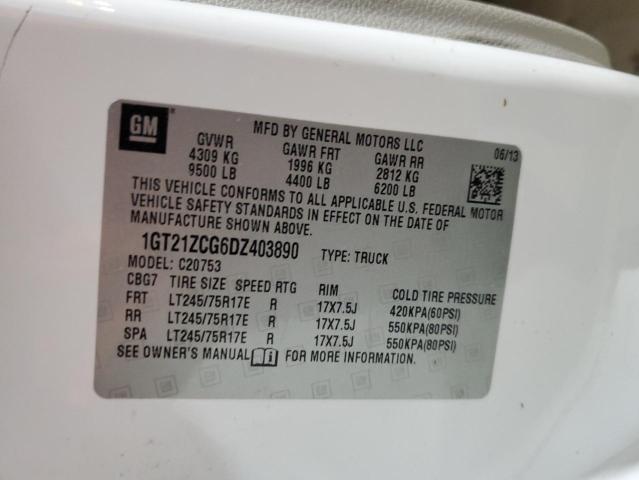 GM
MFD BY GENERAL MOTORS LLC
06/13
GVWR GAWR FRT GAWR RR
4309 KG 1996 KG 2812 KG
9500 LB 4400 LB 6200 LB
THIS VEHICLE CONFORMS TO ALL APPLICABLE U.S. FEDERAL MOTOR
VEHICLE SAFETY STANDARDS IN EFFECT ON THE DATE OF
MANUFACTURE SHOWN ABOVE.
1GT21ZCG6DZ403890 TYPE: TRUCK
MODEL: C20753
CBG7 TIRE SIZE SPEED RTG RIM COLD TIRE PRESSURE
FRT LT245/75R17E R 17X7.5J 420KPA(60PSI)
RR LT245/75R17E R 17X7.5J 550KPA(80PSI)
SPA LT245/75R17E R 17X7.5J 550KPA(80PSI)
SEE OWNER'S MANUAL i FOR MORE INFORMATION.